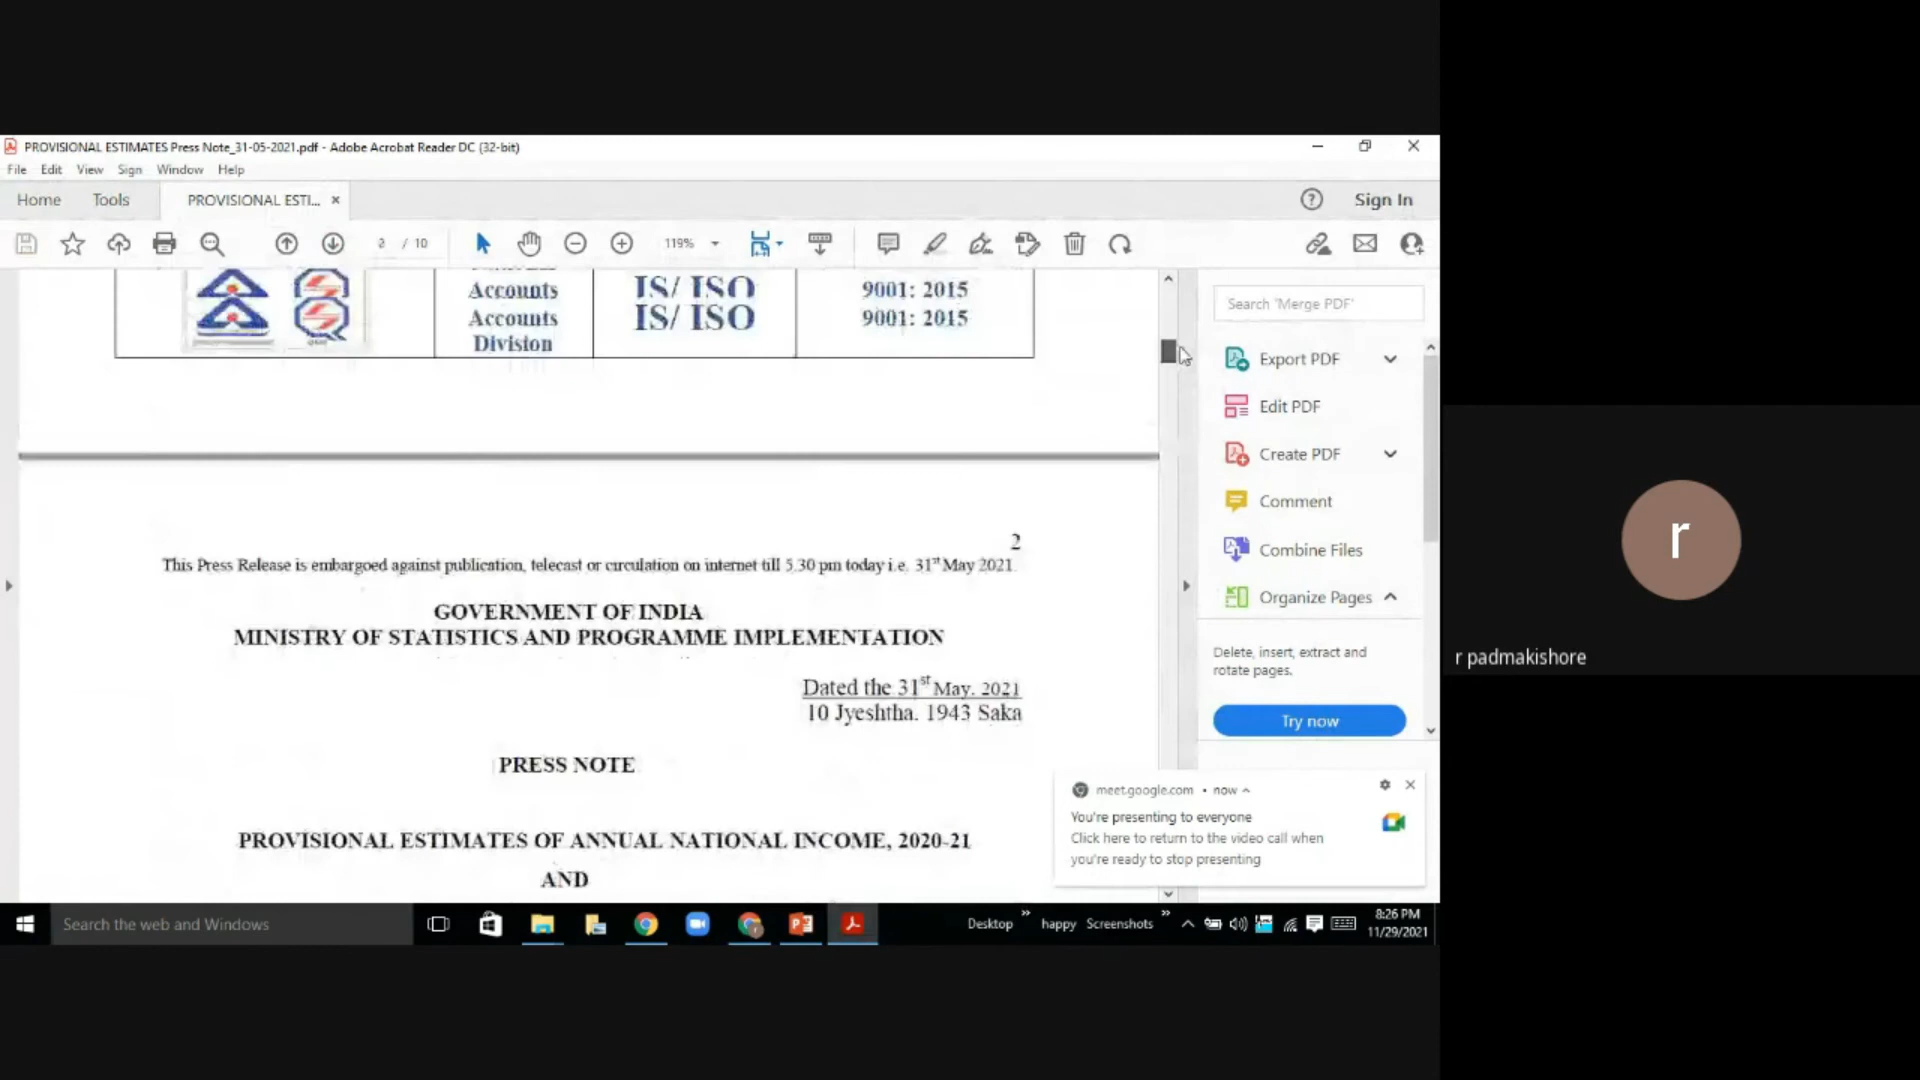 PROVISIONAL ESTIMATES Press Note_31-05-2021.pdf - Adobe Acrobat Reader DC (32-bit)
File Edit View Sign Window Help
Home Tools PROVISIONAL ESTI... Sign In
2 / 10 119%
Accounts IS/ ISO 9001: 2015
Accounts IS/ ISO 9001: 2015
Division
2
This Press Release is embargoed against publication, telecast or circulation on internet till 5.30 pm today i.e. 31st May 2021.
GOVERNMENT OF INDIA
MINISTRY OF STATISTICS AND PROGRAMME IMPLEMENTATION
Dated the 31st May. 2021
10 Jyeshtha. 1943 Saka
PRESS NOTE
PROVISIONAL ESTIMATES OF ANNUAL NATIONAL INCOME, 2020-21
AND
Search 'Merge PDF'
Export PDF
Edit PDF
Create PDF
Comment
Combine Files
Organize Pages
Delete, insert, extract and
rotate pages.
Try now
meet.google.com • now
You're presenting to everyone
Click here to return to the video call when
you're ready to stop presenting
Search the web and Windows
Desktop happy Screenshots
8:26 PM
11/29/2021
r
r padmakishore